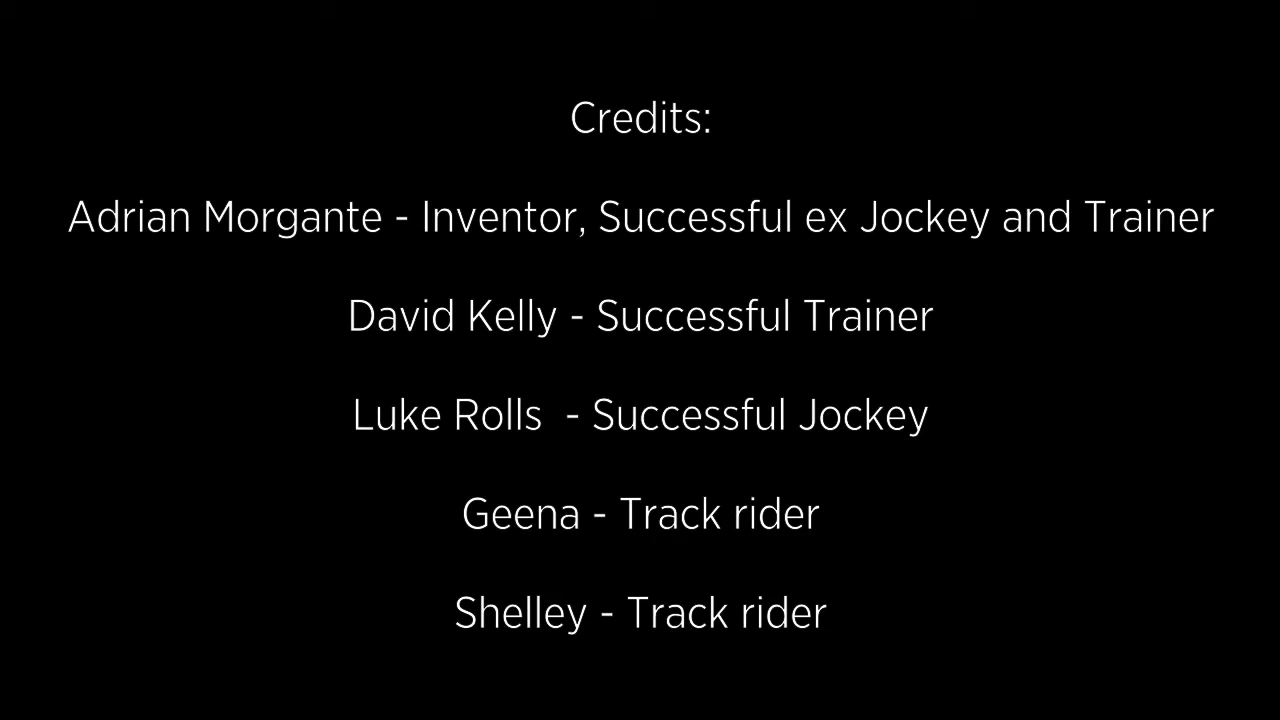 Credits:
Adrian Morgante - Inventor, Successful ex Jockey and Trainer
David Kelly - Successful Trainer
Luke Rolls  - Successful Jockey
Geena - Track rider
Shelley - Track rider